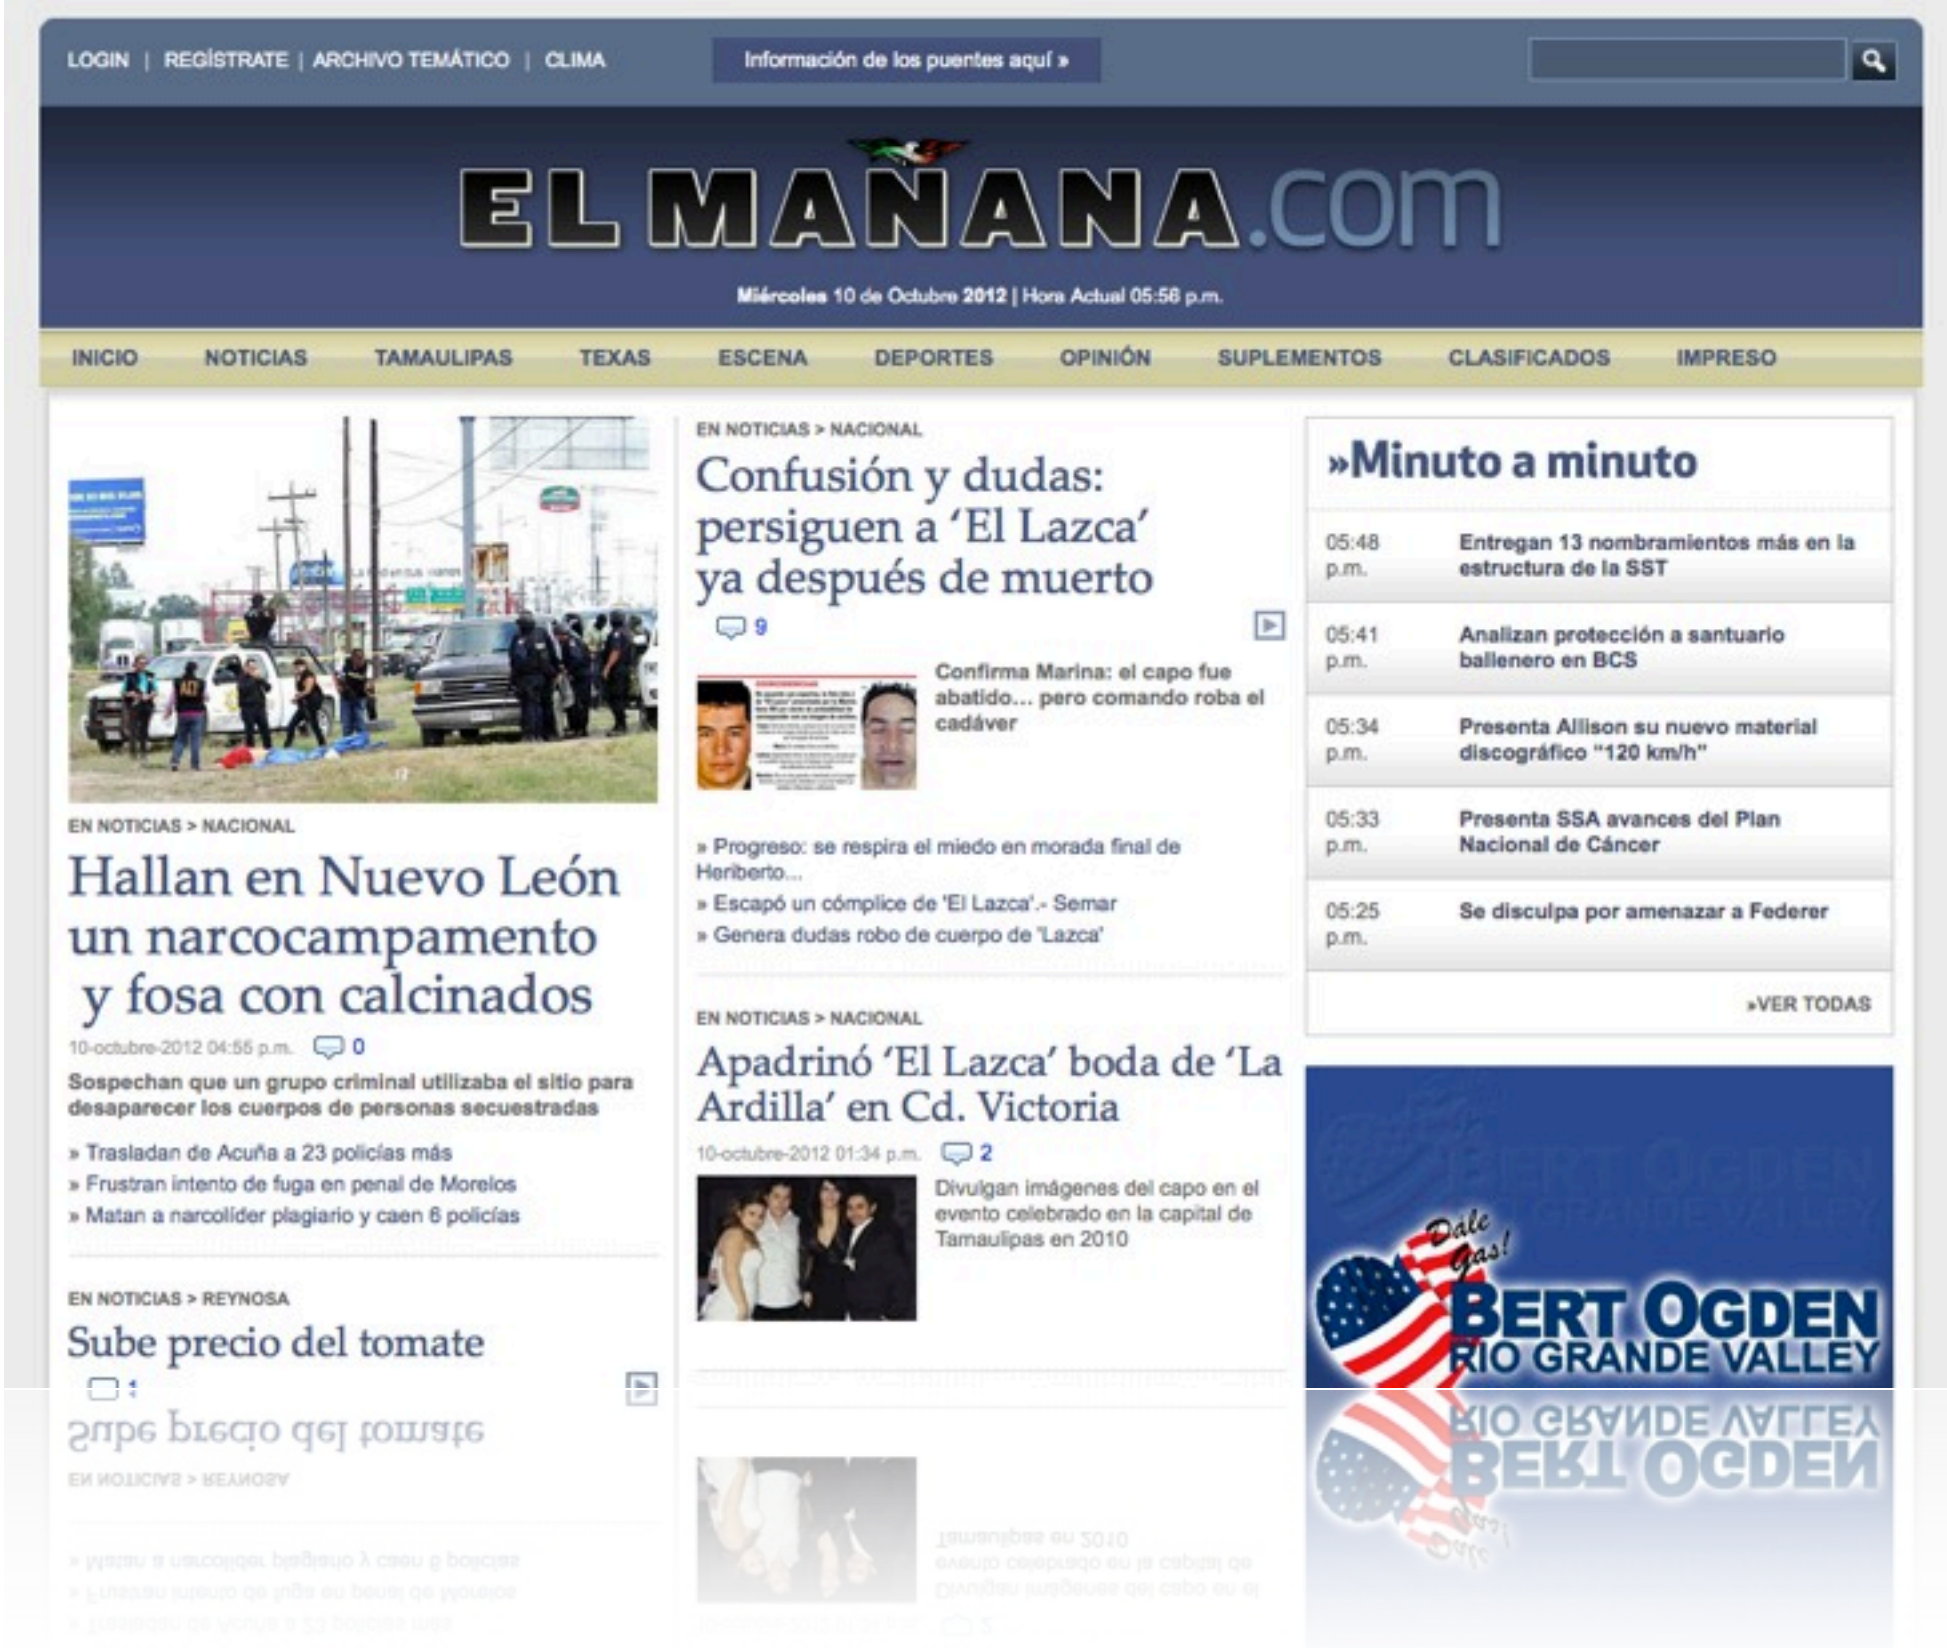 LOGIN | REGÍSTRATE | ARCHIVO TEMÁTICO | CLIMA
Información de los puentes aquí »
EL MAÑANA.com
Miércoles 10 de Octubre 2012 | Hora Actual 05:56 p.m.
INICIO NOTICIAS TAMAULIPAS TEXAS ESCENA DEPORTES OPINIÓN SUPLEMENTOS CLASIFICADOS IMPRESO
EN NOTICIAS > NACIONAL
Hallan en Nuevo León
un narcocampamento
y fosa con calcinados
10-octubre-2012 04:55 p.m. 0
Sospechan que un grupo criminal utilizaba el sitio para
desaparecer los cuerpos de personas secuestradas
» Trasladan de Acuña a 23 policías más
» Frustran intento de fuga en penal de Morelos
» Matan a narcolíder plagiario y caen 6 policías
EN NOTICIAS > REYNOSA
Sube precio del tomate
1
EN NOTICIAS > NACIONAL
Confusión y dudas:
persiguen a ‘El Lazca’
ya después de muerto
9
Confirma Marina: el capo fue
abatido... pero comando roba el
cadáver
» Progreso: se respira el miedo en morada final de
Heriberto...
» Escapó un cómplice de 'El Lazca'.- Semar
» Genera dudas robo de cuerpo de 'Lazca'
EN NOTICIAS > NACIONAL
Apadrinó ‘El Lazca’ boda de ‘La
Ardilla’ en Cd. Victoria
10-octubre-2012 01:34 p.m. 2
Divulgan imágenes del capo en el
evento celebrado en la capital de
Tamaulipas en 2010
»Minuto a minuto
05:48 p.m. Entregan 13 nombramientos más en la
estructura de la SST
05:41 p.m. Analizan protección a santuario
ballenero en BCS
05:34 p.m. Presenta Allison su nuevo material
discográfico “120 km/h”
05:33 p.m. Presenta SSA avances del Plan
Nacional de Cáncer
05:25 p.m. Se disculpa por amenazar a Federer
»VER TODAS
BERT OGDEN
RIO GRANDE VALLEY
Dale
Gas!
BERT OGDEN
RIO GRANDE VALLEY